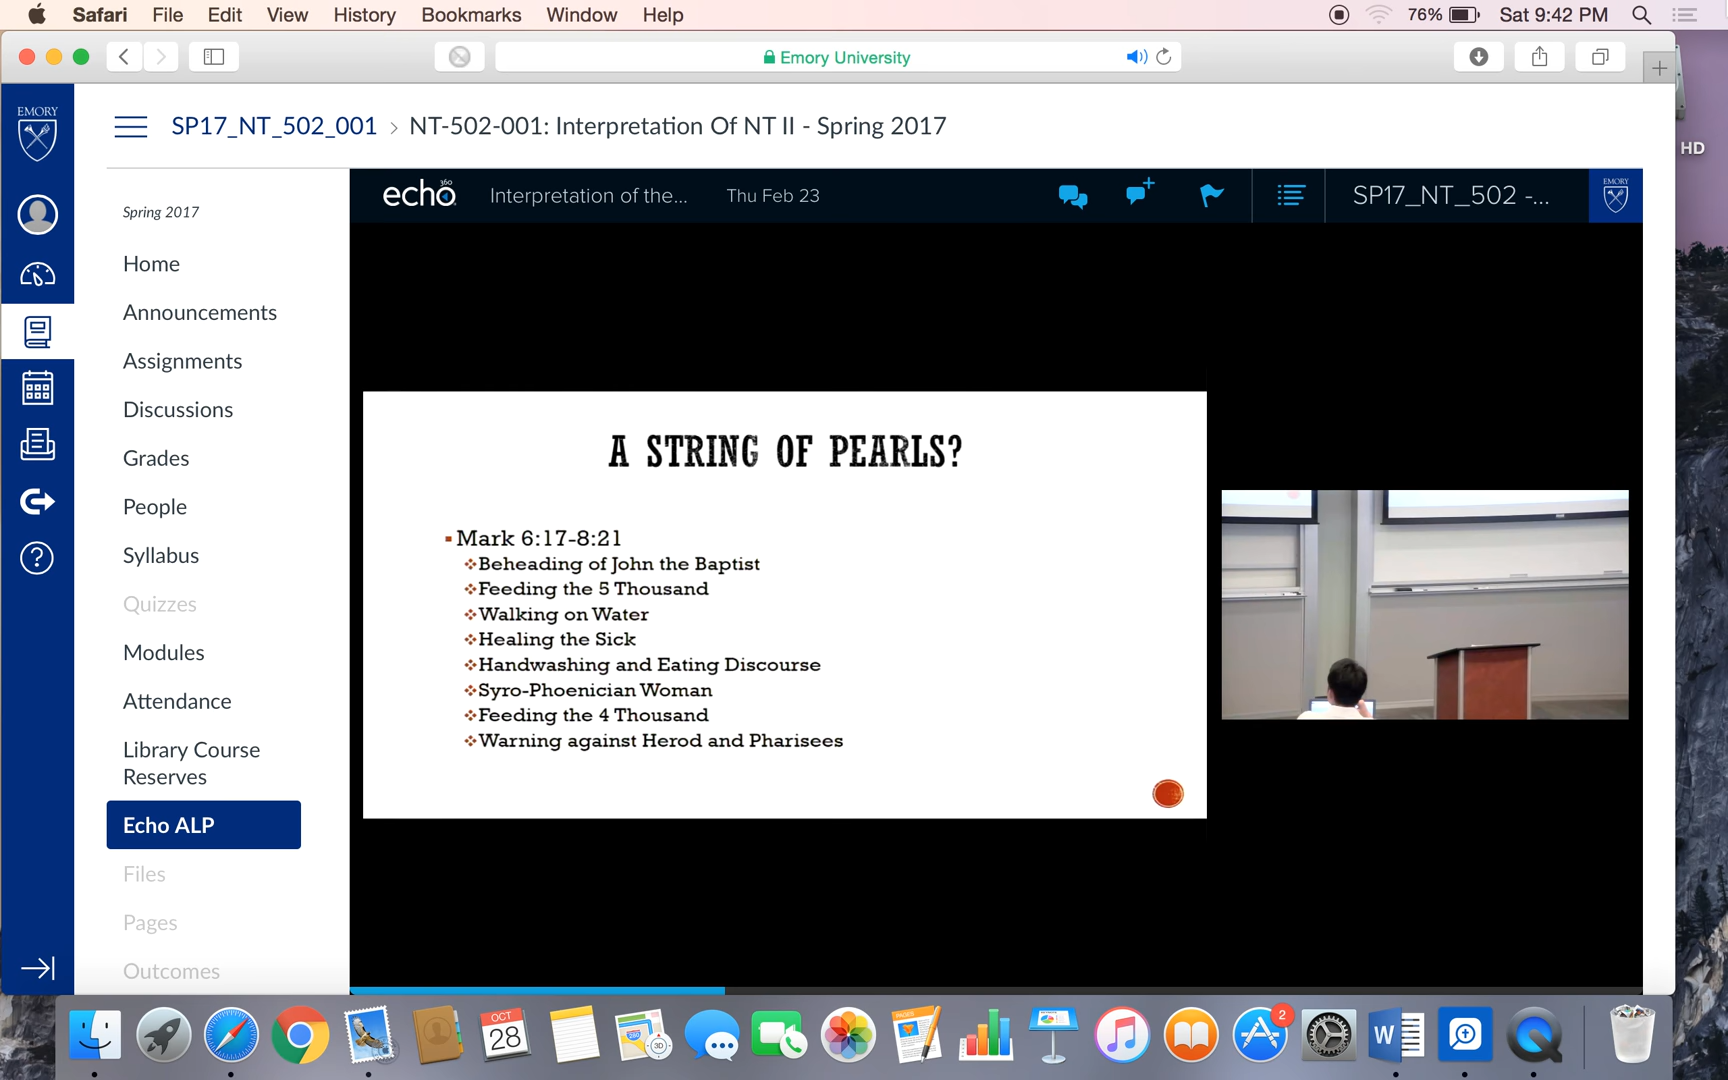 Safari File Edit View History Bookmarks Window Help 76% Sat 9:42 PM
Emory University
EMORY
SP17_NT_502_001 > NT-502-001: Interpretation Of NT II - Spring 2017
HD
echo 360 Interpretation of the... Thu Feb 23 SP17_NT_502 -... EMORY
Spring 2017
Home
Announcements
Assignments
Discussions
Grades
People
Syllabus
Quizzes
Modules
Attendance
Library Course
Reserves
Echo ALP
Files
Pages
Outcomes
A STRING OF PEARLS?
Mark 6:17-8:21
Beheading of John the Baptist
Feeding the 5 Thousand
Walking on Water
Healing the Sick
Handwashing and Eating Discourse
Syro-Phoenician Woman
Feeding the 4 Thousand
Warning against Herod and Pharisees
OCT
28
3D
PAGES
2
W